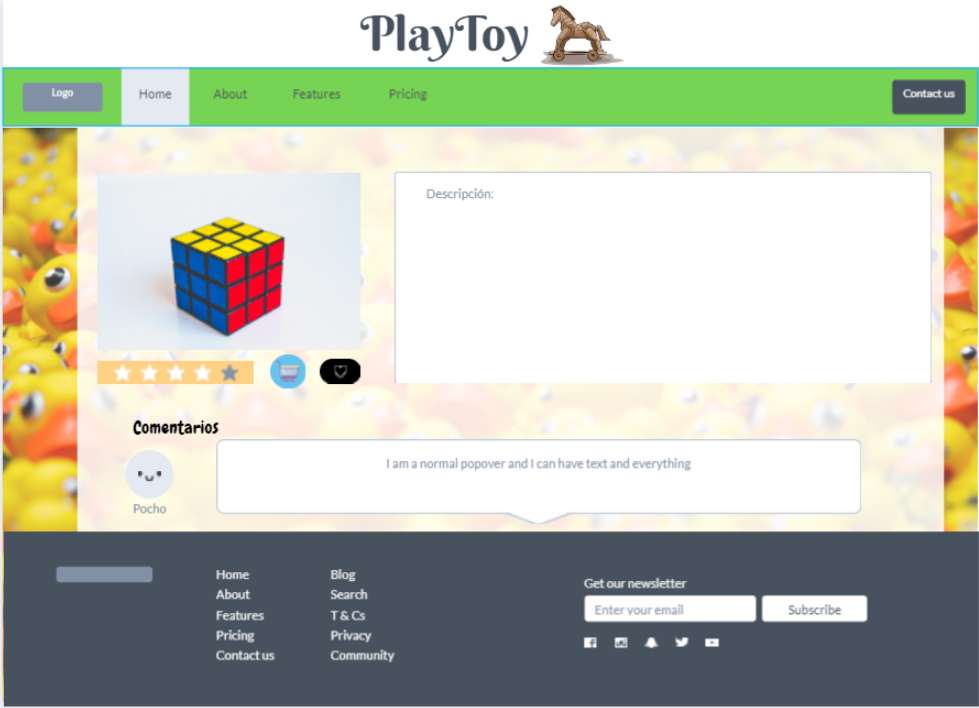 PlayToy
Logo
Home
About
Features
Pricing
Contact us
Descripción:
Comentarios
I am a normal popover and I can have text and everything
Pocho
Home
About
Features
Pricing
Contact us
Blog
Search
T & Cs
Privacy
Community
Get our newsletter
Enter your email
Subscribe